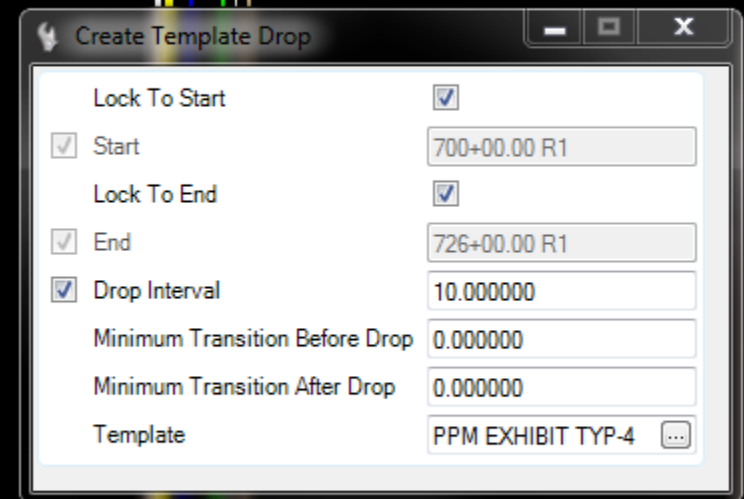 Create Template Drop
Lock To Start
Start 700+00.00 R1
Lock To End
End 726+00.00 R1
Drop Interval 10.000000
Minimum Transition Before Drop 0.000000
Minimum Transition After Drop 0.000000
Template PPM EXHIBIT TYP-4 ...